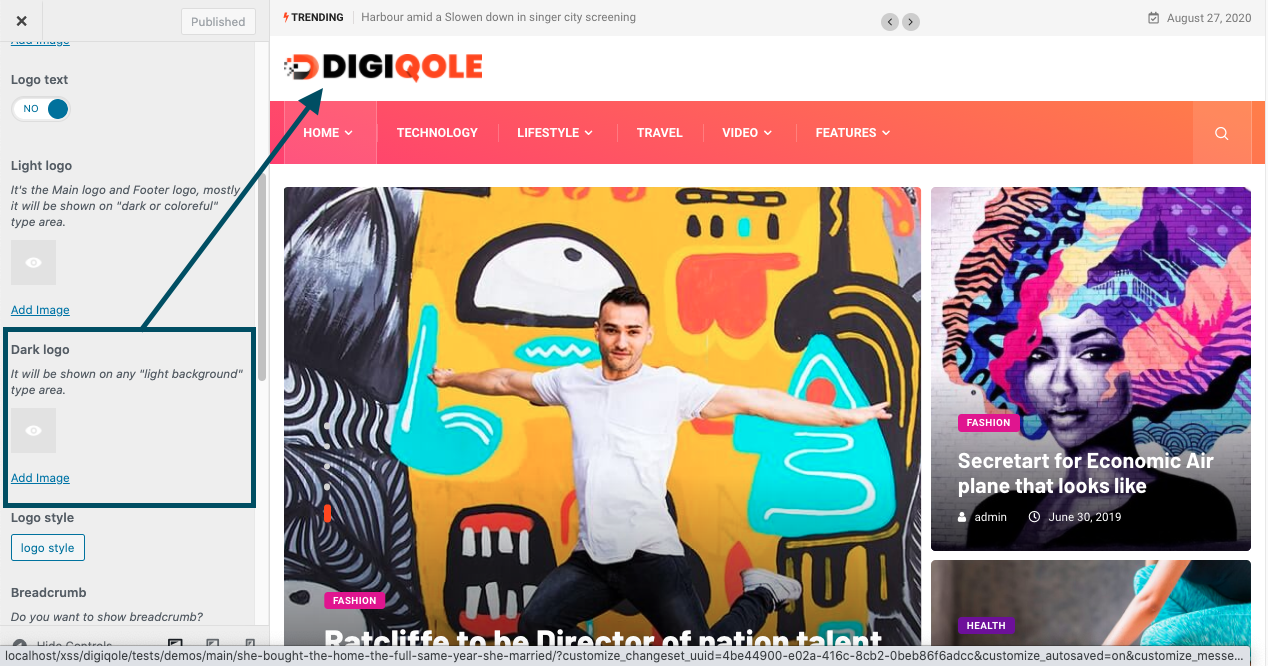 Published
Add Image
Logo text
NO
Light logo
It's the Main logo and Footer logo, mostly
it will be shown on "dark or coloreful"
type area.
Add Image
Dark logo
It will be shown on any "light background"
type area.
Add Image
Logo style
logo style
Breadcrumb
Do you want to show breadcrumb?
Hide Controls
TRENDING
Harbour amid a Slowen down in singer city screening
August 27, 2020
DIGIQOLE
HOME
TECHNOLOGY
LIFESTYLE
TRAVEL
VIDEO
FEATURES
FASHION
Ratcliffe to be Director of nation talent
FASHION
Secretart for Economic Air
plane that looks like
admin
June 30, 2019
HEALTH
localhost/xss/digiqole/tests/demos/main/she-bought-the-home-the-full-same-year-she-married/?customize_changeset_uuid=4be44900-e02a-416c-8cb2-0beb86f6adcc&customize_autosaved=on&customize_messe...